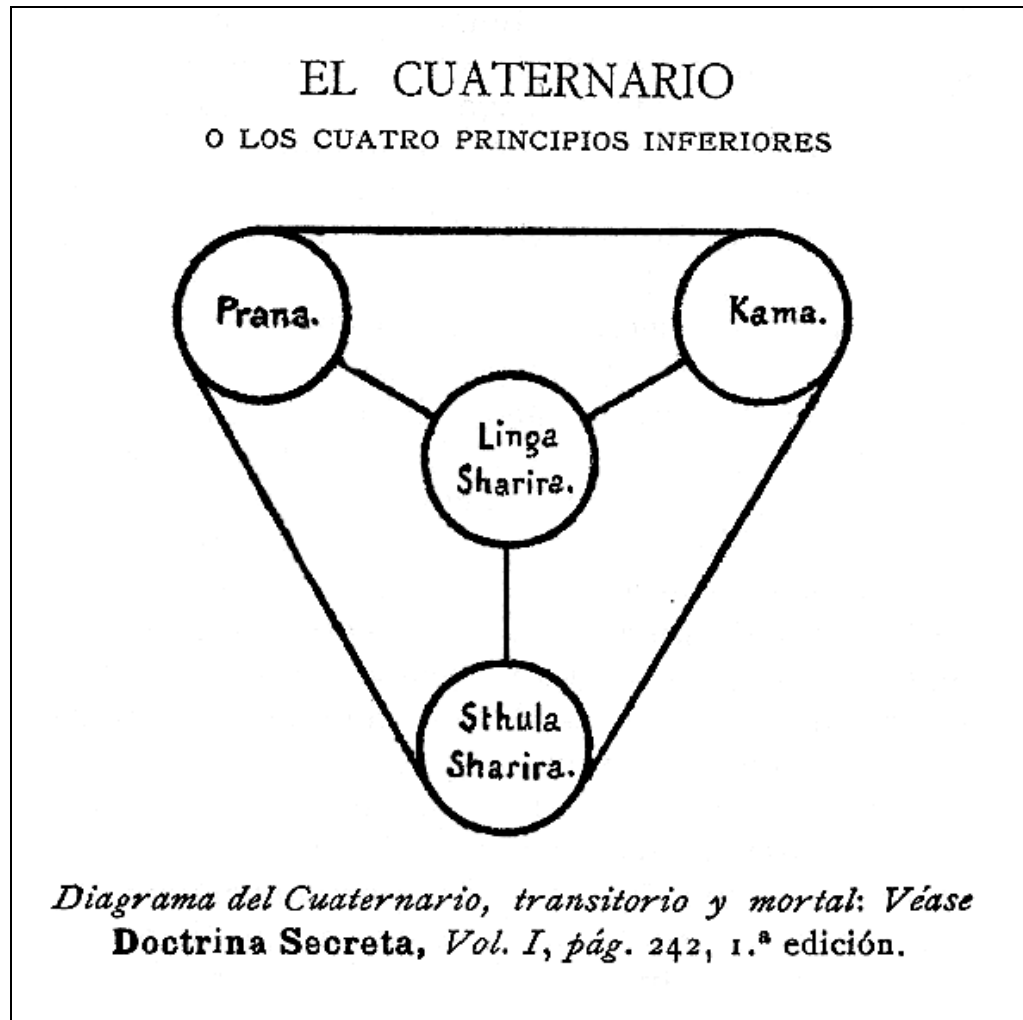 EL CUATERNARIO
O LOS CUATRO PRINCIPIOS INFERIORES
Prana.
Kama.
Linga
Sharira.
Sthula
Sharira.
Diagrama del Cuaternario, transitorio y mortal: Véase
Doctrina Secreta, Vol. I, pág. 242, 1.ª edición.